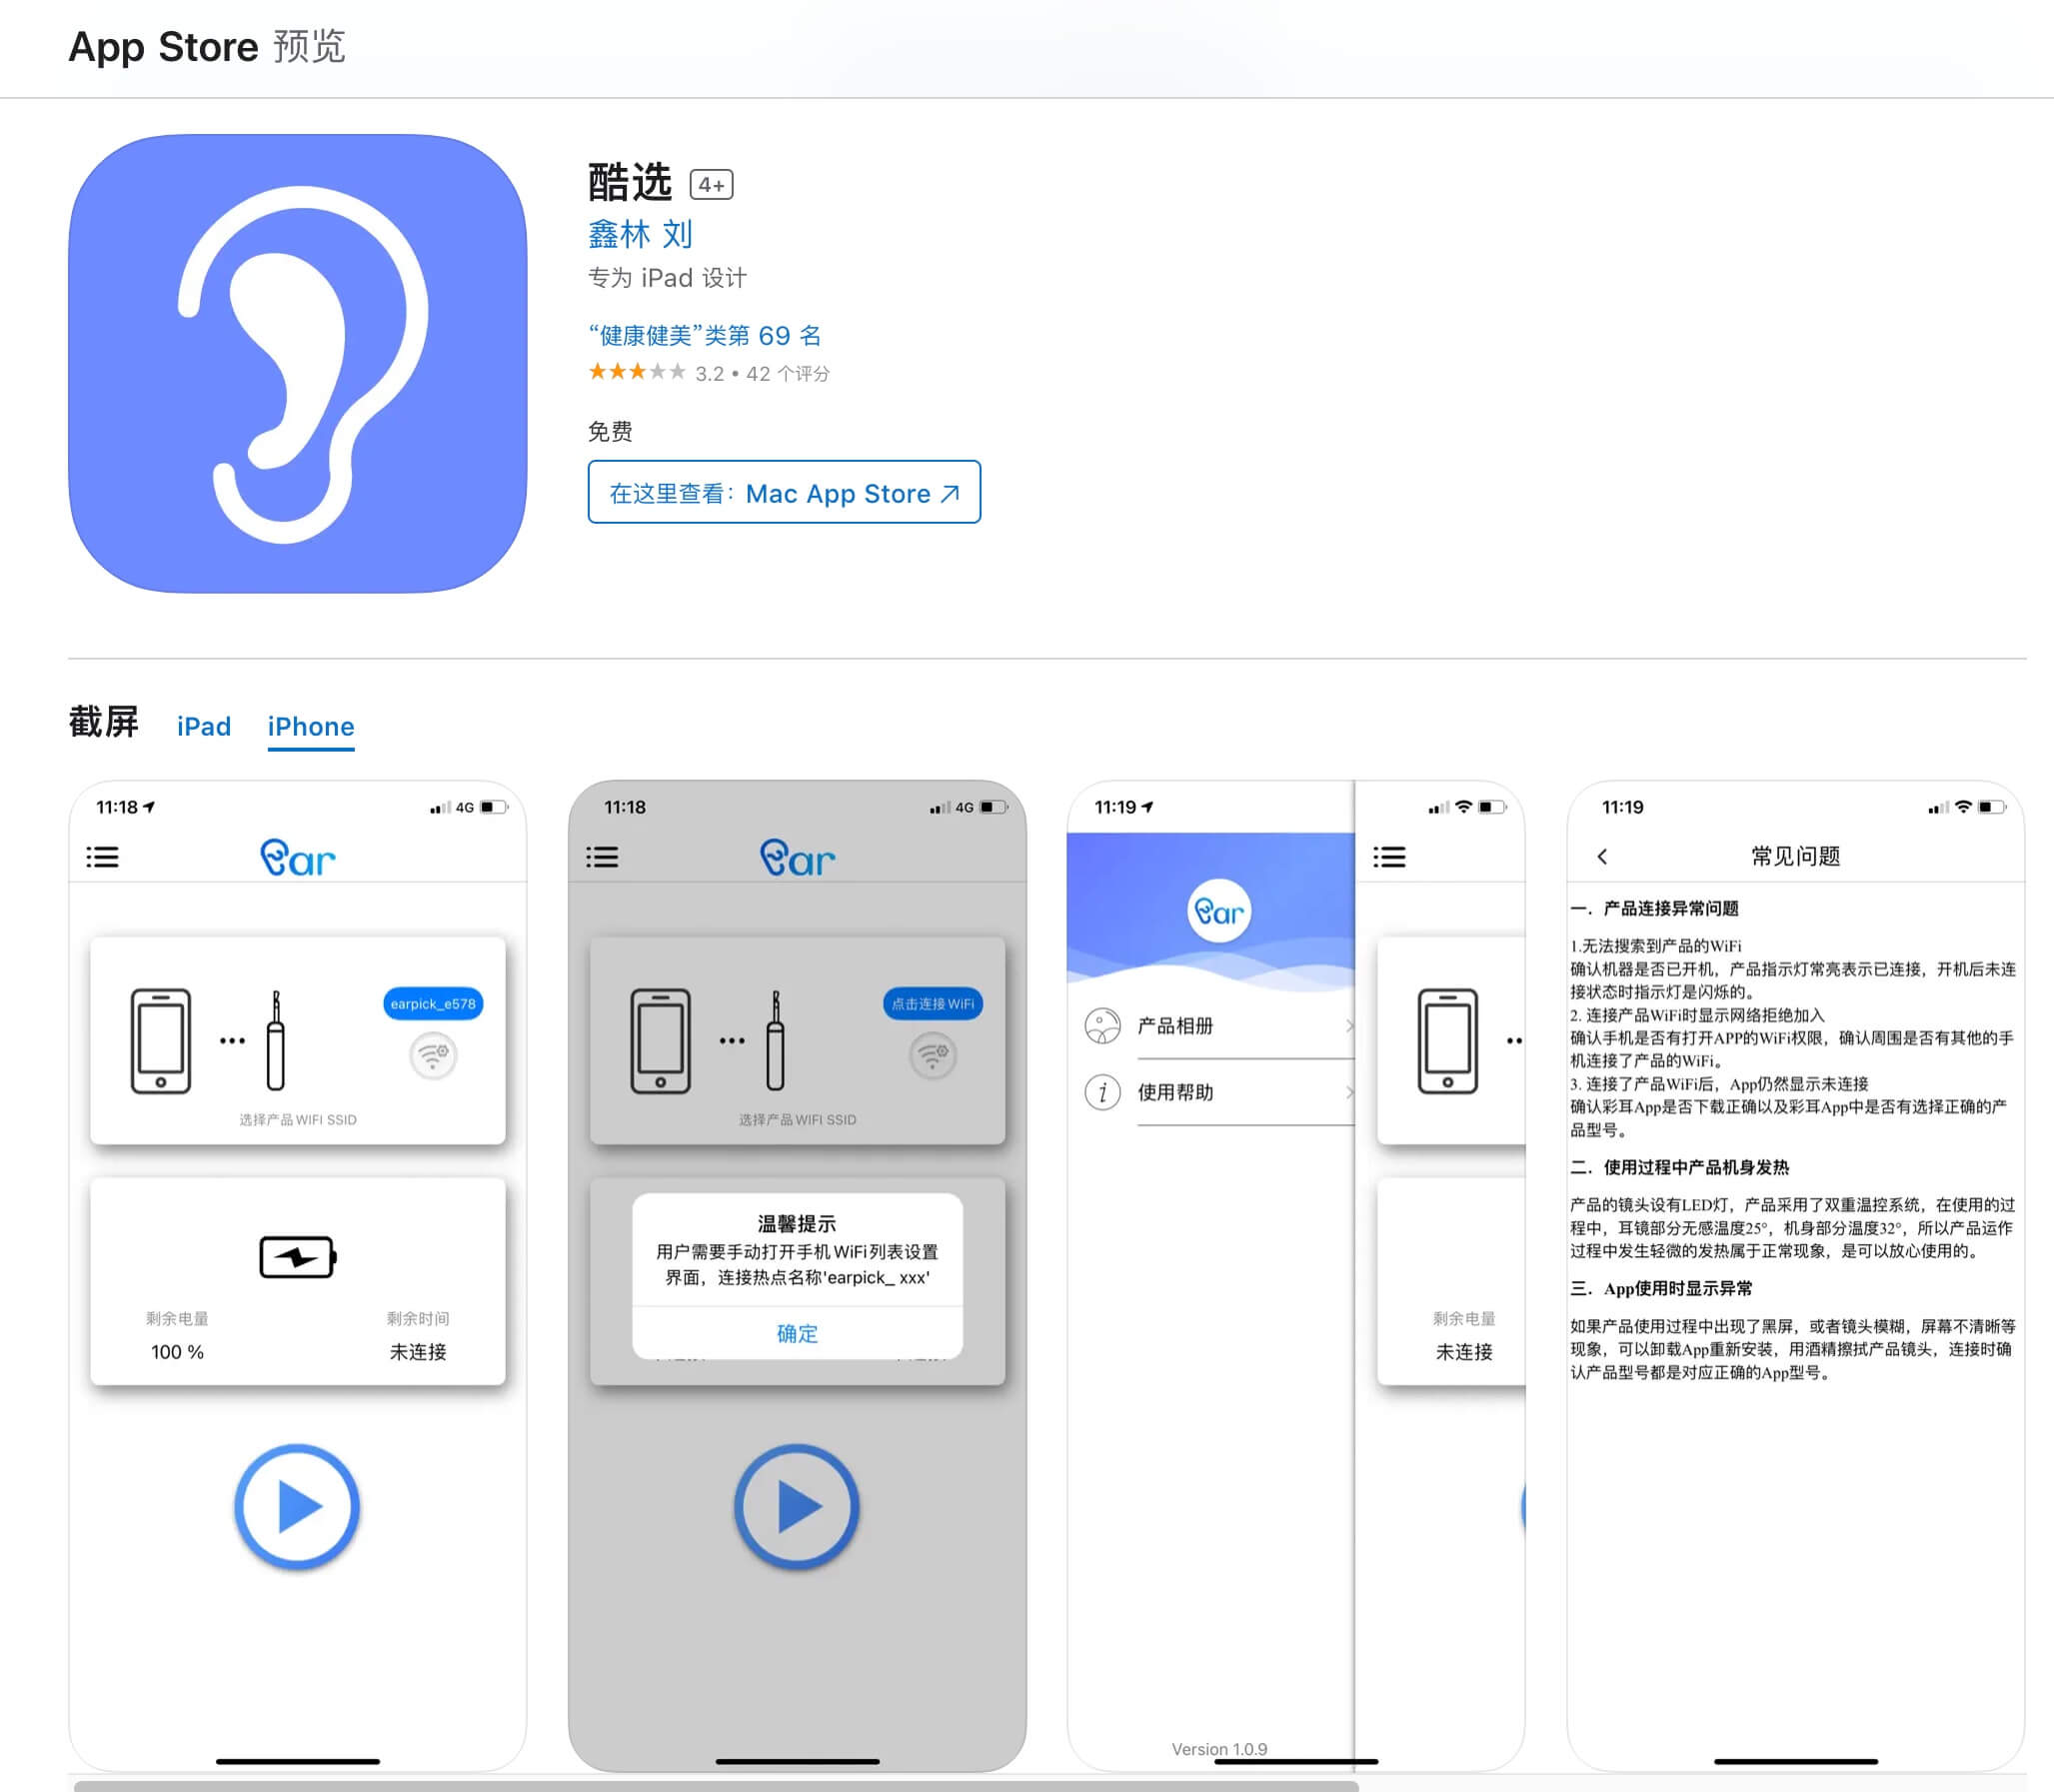 App Store 预览
酷选 4+
鑫林 刘
专为 iPad 设计
“健康健美”类第 69 名
★★★★★ 3.2 • 42 个评分
免费
在这里查看：Mac App Store ↗
截屏 iPad iPhone
11:18 4G
Ear
earpick_e578
选择产品WIFI SSID
剩余电量 剩余时间
100 % 未连接
11:18 4G
Ear
点击连接WiFi
选择产品WIFI SSID
温馨提示
用户需要手动打开手机WiFi列表设置
界面，连接热点名称'earpick_ xxx'
确定
11:19
Ear
产品相册
使用帮助
剩余电量
未连接
Version 1.0.9
11:19
常见问题
一．产品连接异常问题
1.无法搜索到产品的WiFi
确认机器是否已开机，产品指示灯常亮表示已连接，开机后未连
接状态时指示灯是闪烁的。
2. 连接产品WiFi时显示网络拒绝加入
确认手机是否有打开APP的WiFi权限，确认周围是否有其他的手
机连接了产品的WiFi。
3. 连接了产品WiFi后，App仍然显示未连接
确认彩耳App是否下载正确以及彩耳App中是否有选择正确的产
品型号。
二．使用过程中产品机身发热
产品的镜头设有LED灯，产品采用了双重温控系统，在使用的过
程中，耳镜部分无感温度25°，机身部分温度32°，所以产品运作
过程中发生轻微的发热属于正常现象，是可以放心使用的。
三．App使用时显示异常
如果产品使用过程中出现了黑屏，或者镜头模糊，屏幕不清晰等
现象，可以卸载App重新安装，用酒精擦拭产品镜头，连接时确
认产品型号都是对应正确的App型号。